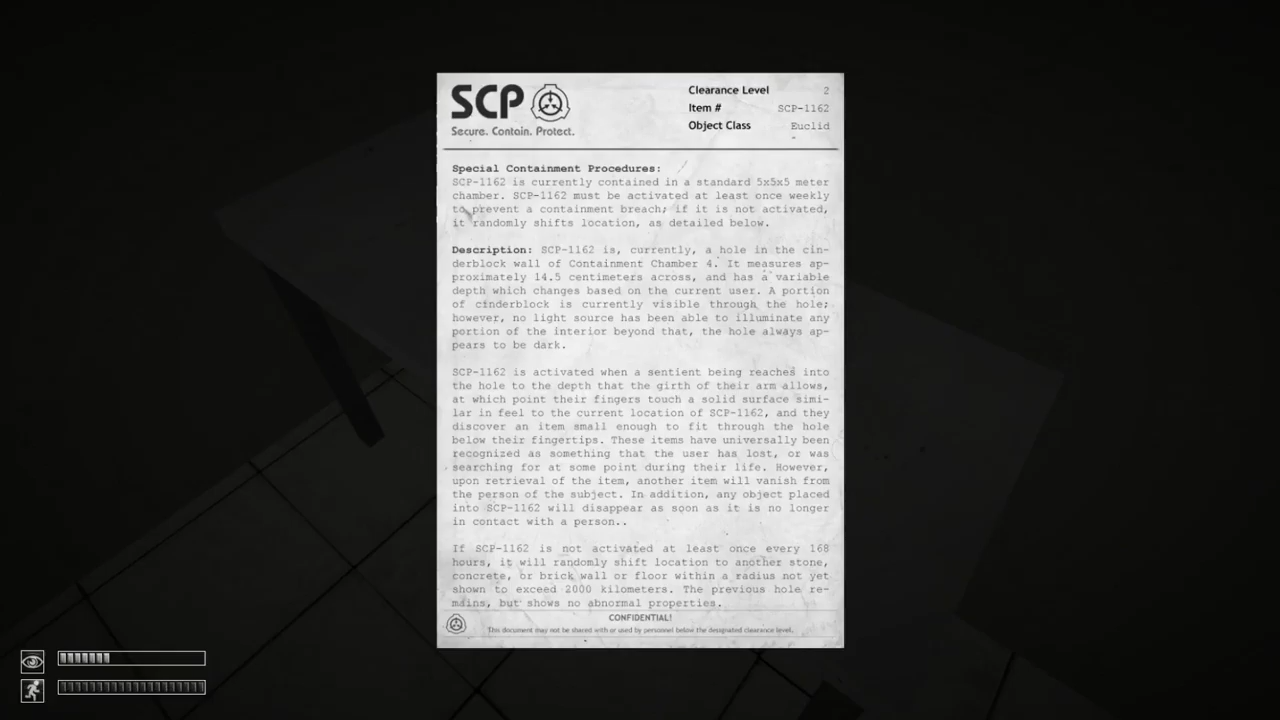 SCP
Secure. Contain. Protect.
Clearance Level 2
Item # SCP-1162
Object Class Euclid
Special Containment Procedures:
SCP-1162 is currently contained in a standard 5x5x5 meter
chamber. SCP-1162 must be activated at least once weekly
to prevent a containment breach; if it is not activated,
it randomly shifts location, as detailed below.
Description: SCP-1162 is, currently, a hole in the cin-
derblock wall of Containment Chamber 4. It measures ap-
proximately 14.5 centimeters across, and has a variable
depth which changes based on the current user. A portion
of cinderblock is currently visible through the hole;
however, no light source has been able to illuminate any
portion of the interior beyond that, the hole always ap-
pears to be dark.
SCP-1162 is activated when a sentient being reaches into
the hole to the depth that the girth of their arm allows,
at which point their fingers touch a solid surface simi-
lar in feel to the current location of SCP-1162, and they
discover an item small enough to fit through the hole
below their fingertips. These items have universally been
recognized as something that the user has lost, or was
searching for at some point during their life. However,
upon retrieval of the item, another item will vanish from
the person of the subject. In addition, any object placed
into SCP-1162 will disappear as soon as it is no longer
in contact with a person..
If SCP-1162 is not activated at least once every 168
hours, it will randomly shift location to another stone,
concrete, or brick wall or floor within a radius not yet
shown to exceed 2000 kilometers. The previous hole re-
mains, but shows no abnormal properties.
CONFIDENTIAL!
This document may not be shared with or used by personnel below the designated clearance level.